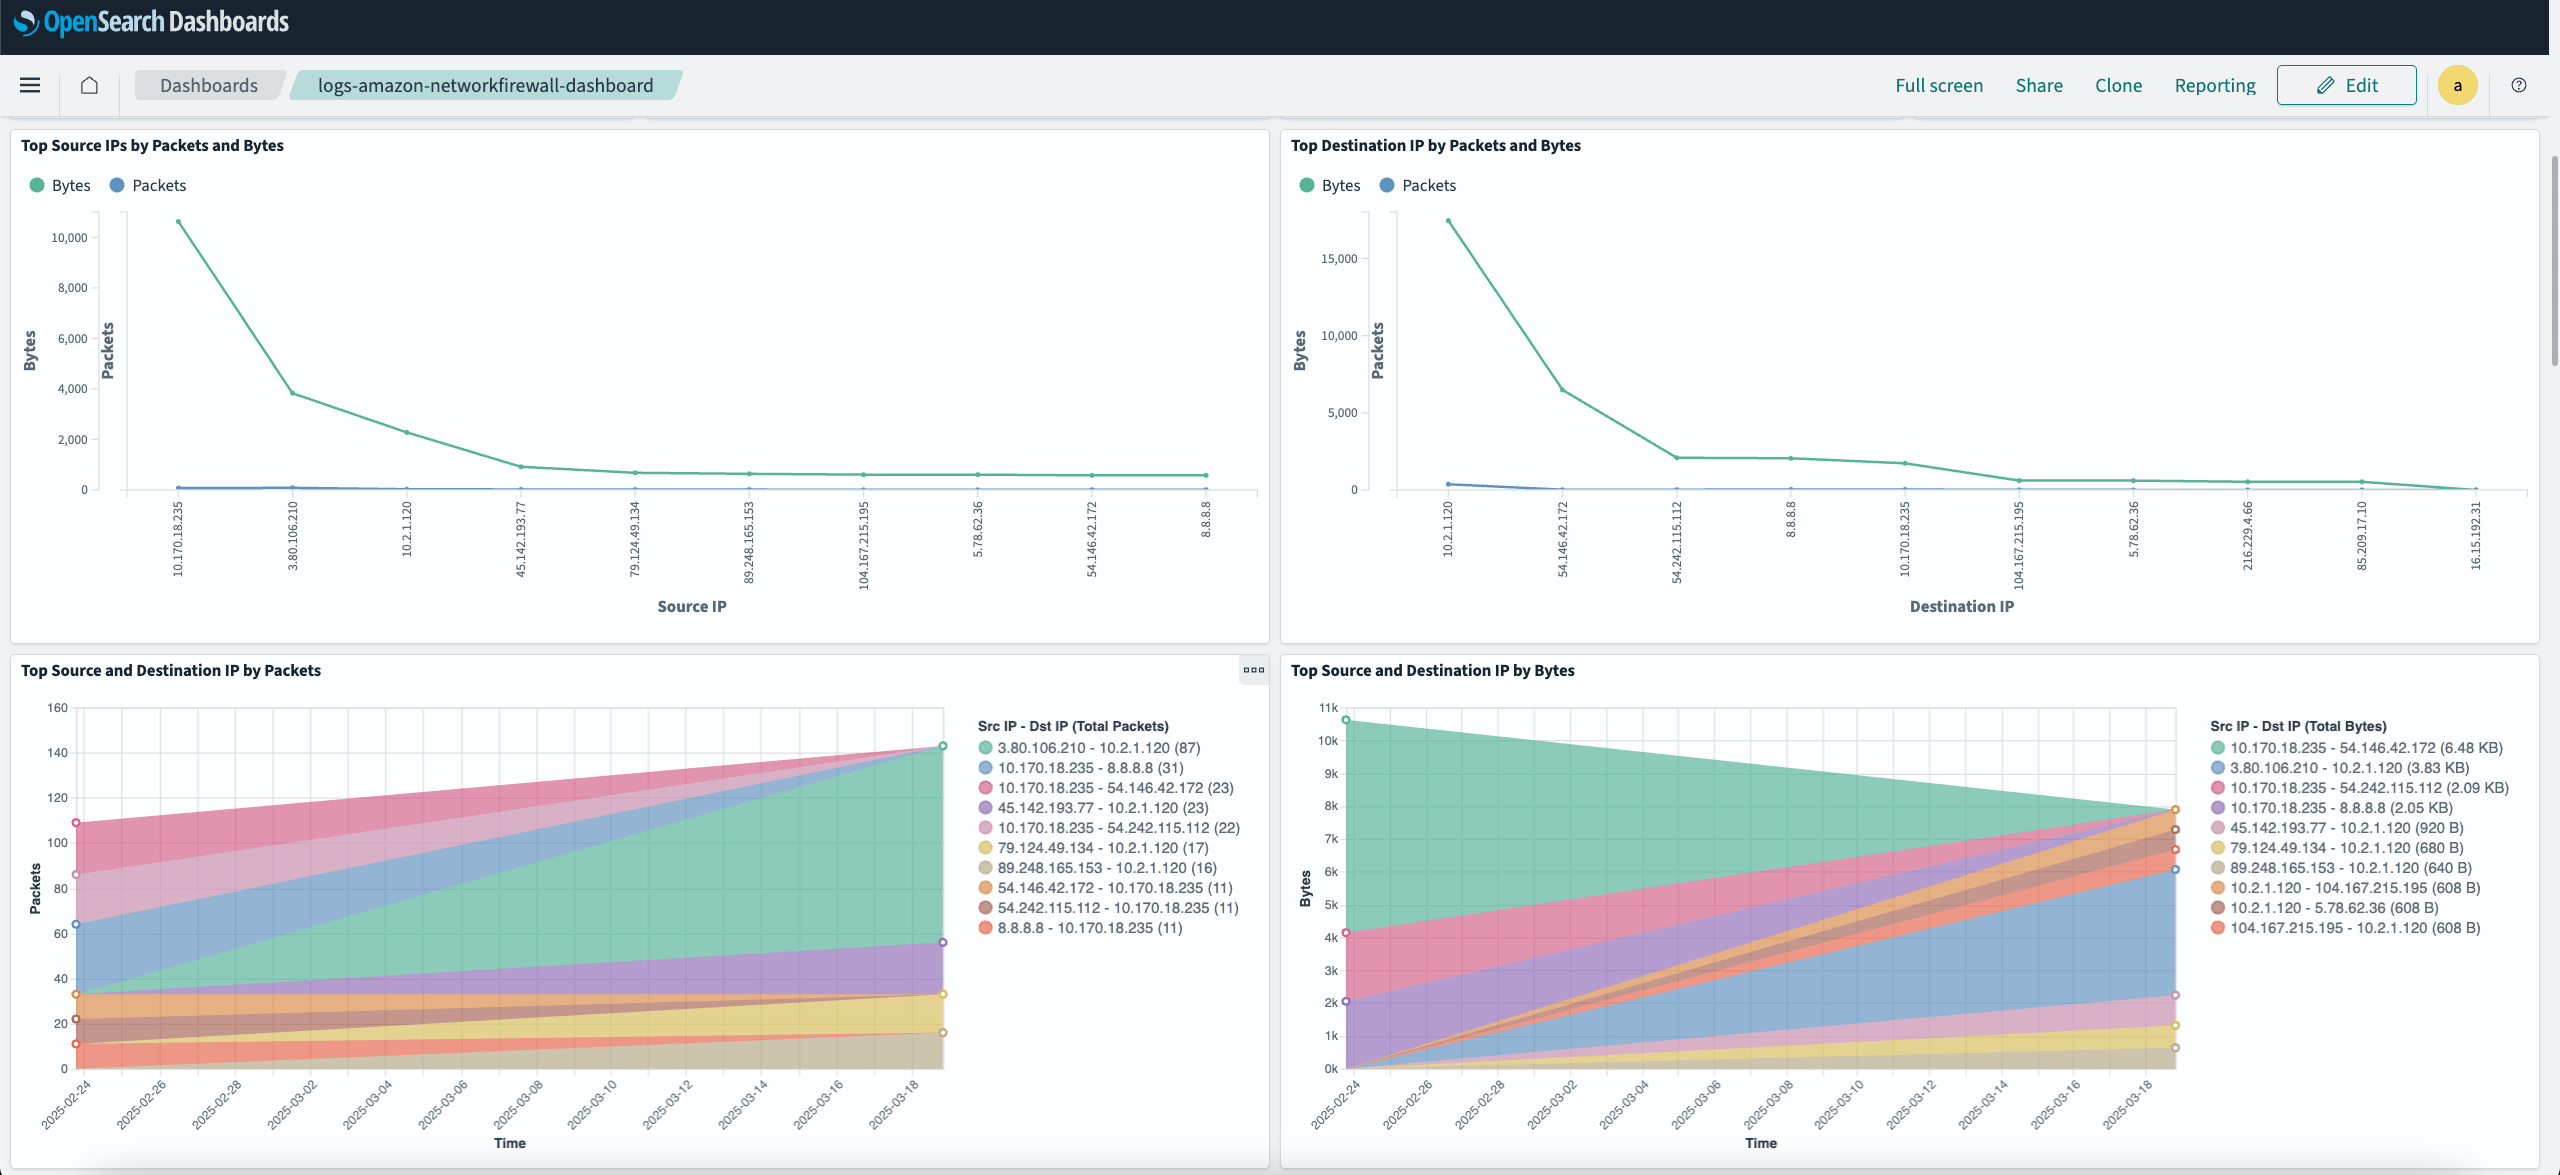 OpenSearch Dashboards
Dashboards
logs-amazon-networkfirewall-dashboard
Full screen
Share
Clone
Reporting
Edit
a
Top Source IPs by Packets and Bytes
Bytes
Packets
10,000
8,000
6,000
4,000
2,000
0
Bytes
Packets
10.170.18.235
3.80.106.210
10.2.1.120
45.142.193.77
79.124.49.134
89.248.165.153
104.167.215.195
5.78.62.36
54.146.42.172
8.8.8.8
Source IP
Top Destination IP by Packets and Bytes
Bytes
Packets
15,000
10,000
5,000
0
Bytes
Packets
10.2.1.120
54.146.42.172
54.242.115.112
8.8.8.8
10.170.18.235
104.167.215.195
5.78.62.36
216.229.4.66
85.209.117.10
16.15.192.31
Destination IP
Top Source and Destination IP by Packets
160
140
120
100
80
60
40
20
0
Packets
2025-02-24
2025-02-26
2025-02-28
2025-03-02
2025-03-04
2025-03-06
2025-03-08
2025-03-10
2025-03-12
2025-03-14
2025-03-16
2025-03-18
Time
Src IP - Dst IP (Total Packets)
3.80.106.210 - 10.2.1.120 (87)
10.170.18.235 - 8.8.8.8 (31)
10.170.18.235 - 54.146.42.172 (23)
45.142.193.77 - 10.2.1.120 (23)
10.170.18.235 - 54.242.115.112 (22)
79.124.49.134 - 10.2.1.120 (17)
89.248.165.153 - 10.2.1.120 (16)
54.146.42.172 - 10.170.18.235 (11)
54.242.115.112 - 10.170.18.235 (11)
8.8.8.8 - 10.170.18.235 (11)
Top Source and Destination IP by Bytes
11k
10k
9k
8k
7k
6k
5k
4k
3k
2k
1k
0k
Bytes
2025-02-24
2025-02-26
2025-02-28
2025-03-02
2025-03-04
2025-03-06
2025-03-08
2025-03-10
2025-03-12
2025-03-14
2025-03-16
2025-03-18
Time
Src IP - Dst IP (Total Bytes)
10.170.18.235 - 54.146.42.172 (6.48 KB)
3.80.106.210 - 10.2.1.120 (3.83 KB)
10.170.18.235 - 54.242.115.112 (2.09 KB)
10.170.18.235 - 8.8.8.8 (2.05 KB)
45.142.193.77 - 10.2.1.120 (920 B)
79.124.49.134 - 10.2.1.120 (680 B)
89.248.165.153 - 10.2.1.120 (640 B)
10.2.1.120 - 104.167.215.195 (608 B)
10.2.1.120 - 5.78.62.36 (608 B)
104.167.215.195 - 10.2.1.120 (608 B)